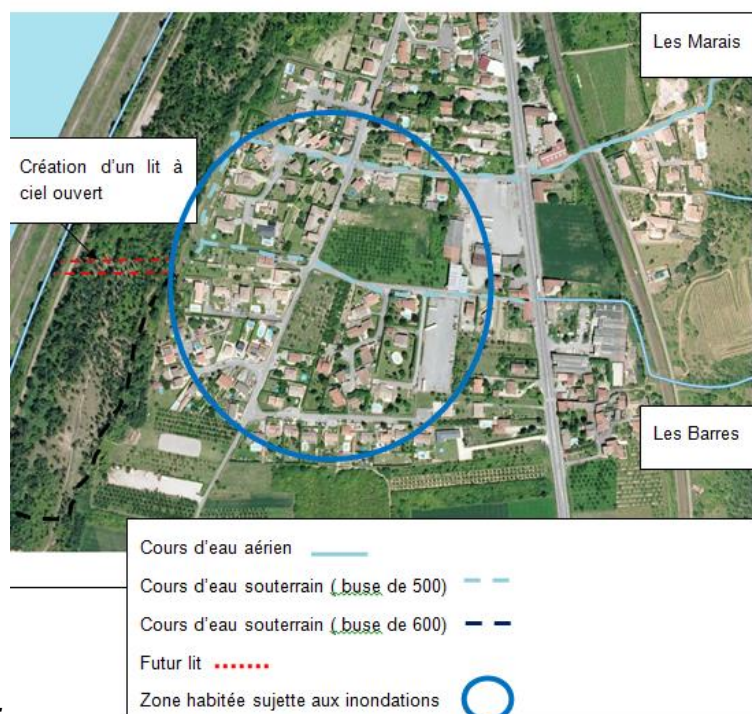 Les Marais
Création d'un lit à
ciel ouvert
Les Barres
Cours d'eau aérien
Cours d'eau souterrain ( buse de 500)
Cours d'eau souterrain ( buse de 600)
Futur lit
Zone habitée sujette aux inondations